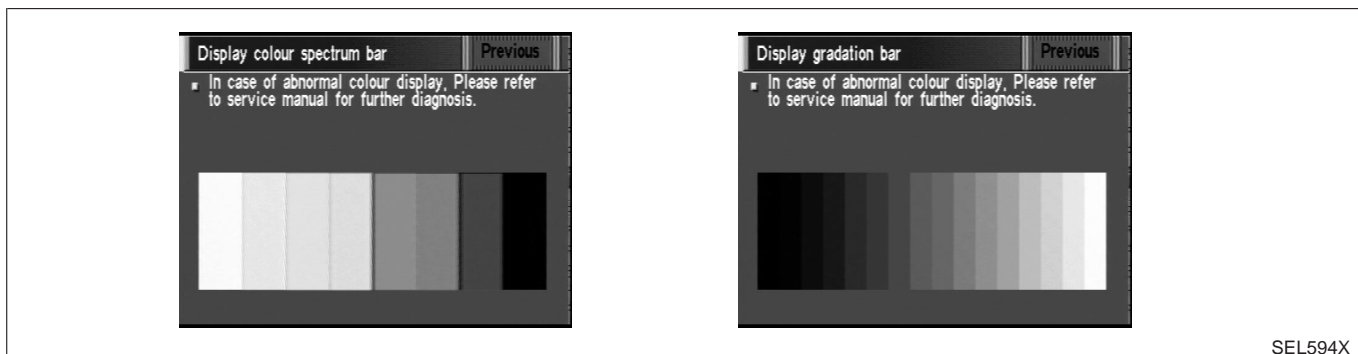 Display colour spectrum bar
Previous
In case of abnormal colour display, Please refer
to service manual for further diagnosis.
Display gradation bar
Previous
In case of abnormal colour display, Please refer
to service manual for further diagnosis.
SEL594X